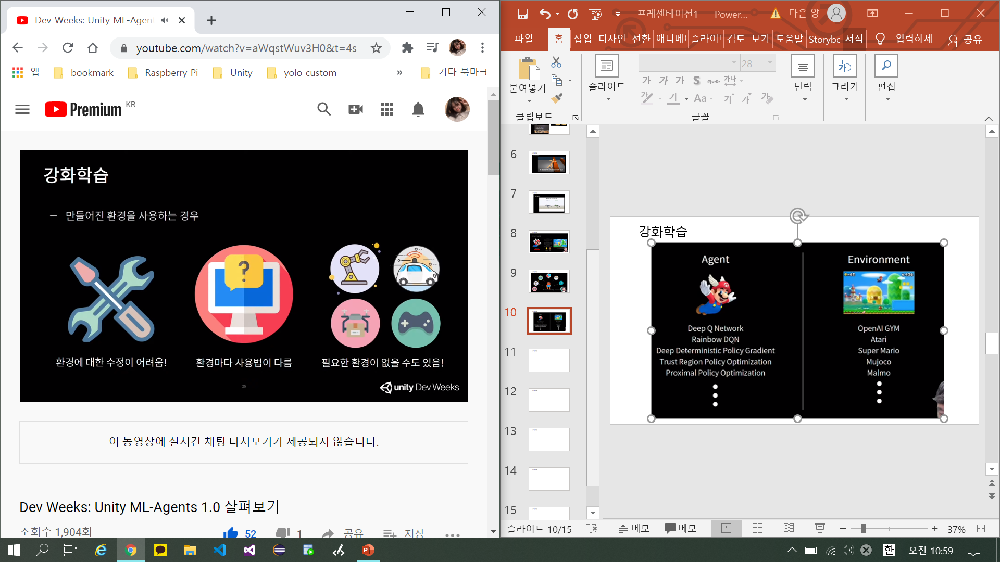 Dev Weeks: Unity ML-Agent
youtube.com/watch?v=aWqstWuv3H0&t=4s
앱
bookmark
Raspberry Pi
Unity
yolo custom
»
기타 북마크
Premium KR
강화학습
– 만들어진 환경을 사용하는 경우
?
환경에 대한 수정이 어려움!
환경마다 사용법이 다름
필요한 환경이 없을 수도 있음!
unity Dev Weeks
이 동영상에 실시간 채팅 다시보기가 제공되지 않습니다.
Dev Weeks: Unity ML-Agents 1.0 살펴보기
조회수 1,904회
52
1
공유
저장
프레젠테이션1 - Power...
다은 양
파일
홈
삽입
디자인
전환
애니메
슬라이
검토
보기
도움말
Storybo
서식
입력하세
공유
붙여넣기
클립보드
슬라이드
28
가 가 가 S 가나다 간나
가 가 Aa 가 가 가
글꼴
단락
가
그리기
편집
6
7
8
9
10
11
12
13
14
15
강화학습
Agent
Deep Q Network
Rainbow DQN
Deep Deterministic Policy Gradient
Trust Region Policy Optimization
Proximal Policy Optimization
Environment
OpenAI GYM
Atari
Super Mario
Mujoco
Malmo
슬라이드 10/15
메모
메모
37%
한
오전 10:59